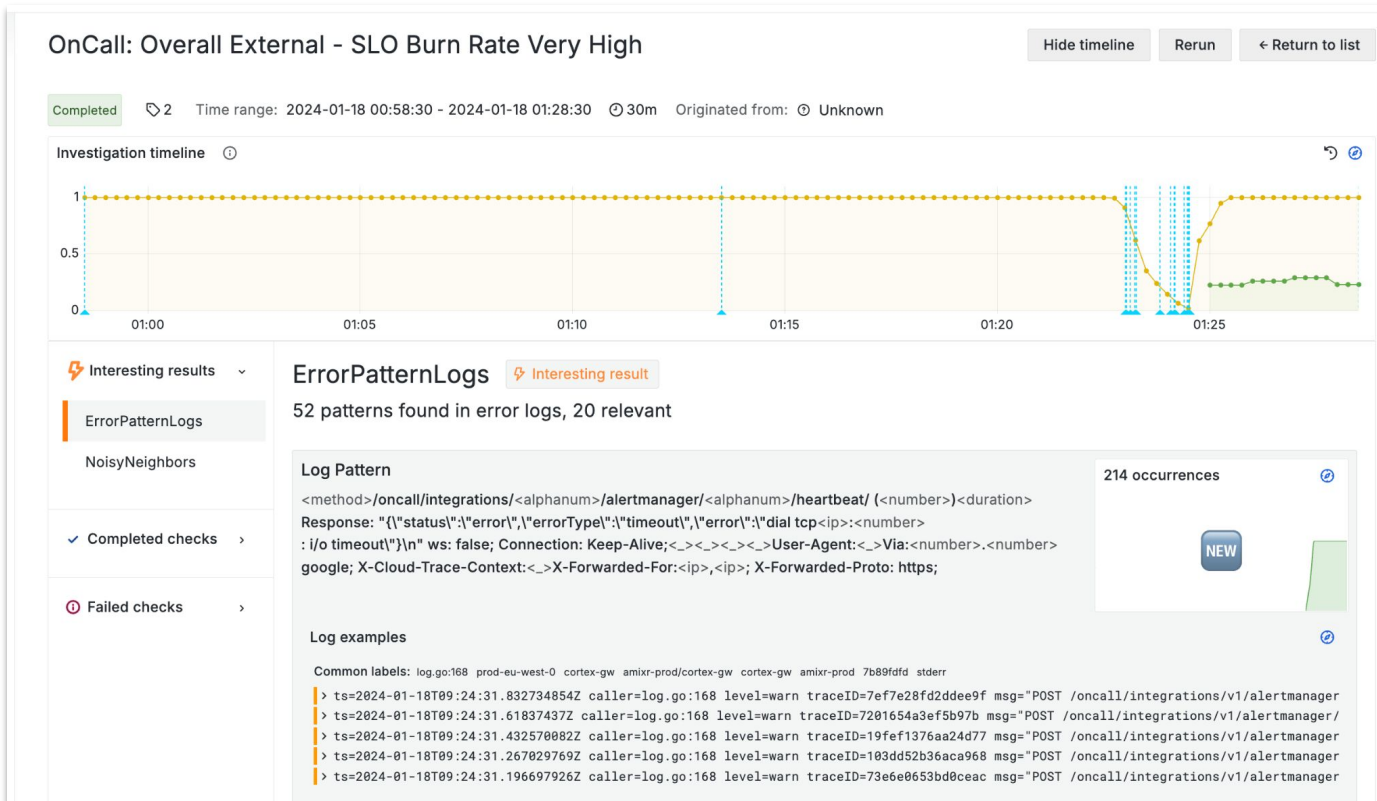 OnCall: Overall External - SLO Burn Rate Very High
Hide timeline
Rerun
← Return to list
Completed
2
Time range: 2024-01-18 00:58:30 - 2024-01-18 01:28:30
30m
Originated from:
Unknown
Investigation timeline
1
0.5
0
01:00
01:05
01:10
01:15
01:20
01:25
Interesting results
ErrorPatternLogs
NoisyNeighbors
Completed checks
Failed checks
ErrorPatternLogs
Interesting result
52 patterns found in error logs, 20 relevant
Log Pattern
<method>/oncall/integrations/<alphanum>/alertmanager/<alphanum>/heartbeat/ (<number>)<duration>
Response: "{\"status\":\"error\",\"errorType\":\"timeout\",\"error\":\"dial tcp<ip>:<number>
: i/o timeout\"}\n" ws: false; Connection: Keep-Alive;<_><_><_><_>User-Agent:<_>Via:<number>.<number>
google; X-Cloud-Trace-Context:<_>X-Forwarded-For:<ip>,<ip>; X-Forwarded-Proto: https;
214 occurrences
NEW
Log examples
Common labels: log.go:168 prod-eu-west-0 cortex-gw amixr-prod/cortex-gw cortex-gw amixr-prod 7b89fdfd stderr
> ts=2024-01-18T09:24:31.832734854Z caller=log.go:168 level=warn traceID=7ef7e28fd2ddee9f msg="POST /oncall/integrations/v1/alertmanager
> ts=2024-01-18T09:24:31.61837437Z caller=log.go:168 level=warn traceID=7201654a3ef5b97b msg="POST /oncall/integrations/v1/alertmanager/
> ts=2024-01-18T09:24:31.432570082Z caller=log.go:168 level=warn traceID=19fef1376aa24d77 msg="POST /oncall/integrations/v1/alertmanager
> ts=2024-01-18T09:24:31.267029769Z caller=log.go:168 level=warn traceID=103dd52b36aca968 msg="POST /oncall/integrations/v1/alertmanager
> ts=2024-01-18T09:24:31.196697926Z caller=log.go:168 level=warn traceID=73e6e0653bd0ceac msg="POST /oncall/integrations/v1/alertmanager